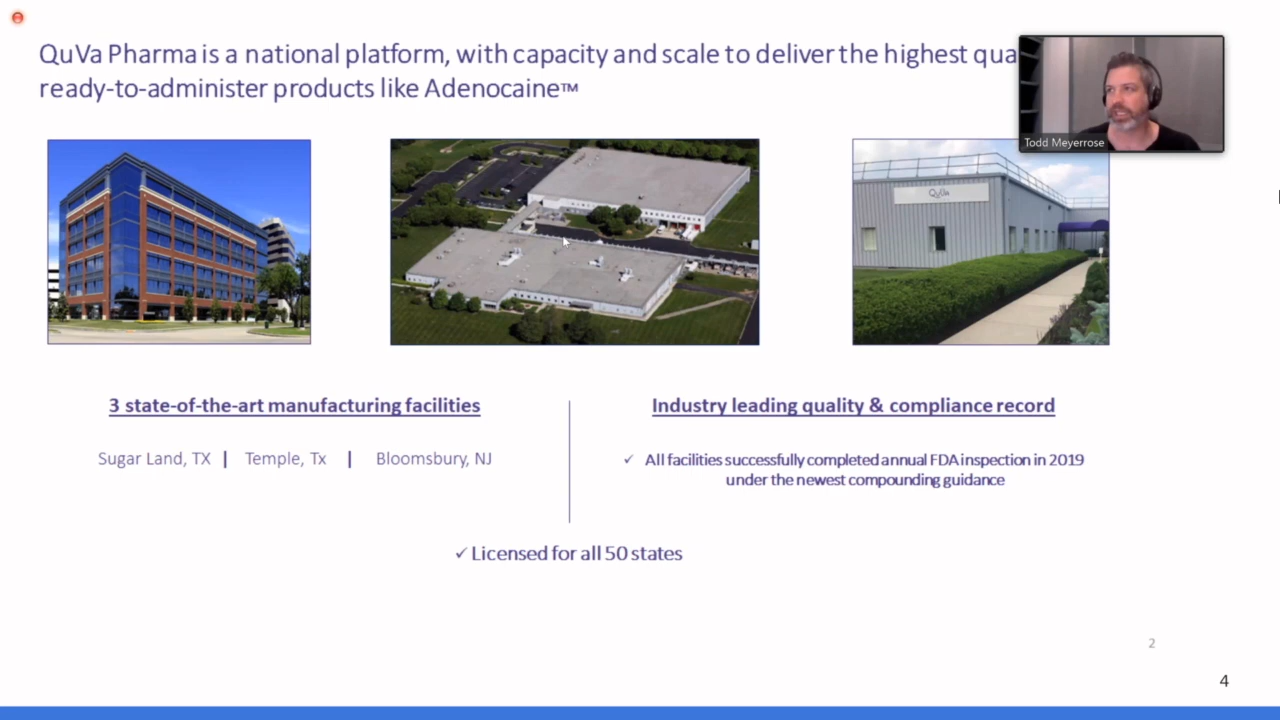 QuVa Pharma is a national platform, with capacity and scale to deliver the highest qua
ready-to-administer products like Adenocaine™
Todd Meyerrose
QuVa
3 state-of-the-art manufacturing facilities
Sugar Land, TX | Temple, Tx | Bloomsbury, NJ
Industry leading quality & compliance record
✓ All facilities successfully completed annual FDA inspection in 2019
under the newest compounding guidance
✓ Licensed for all 50 states
2
4